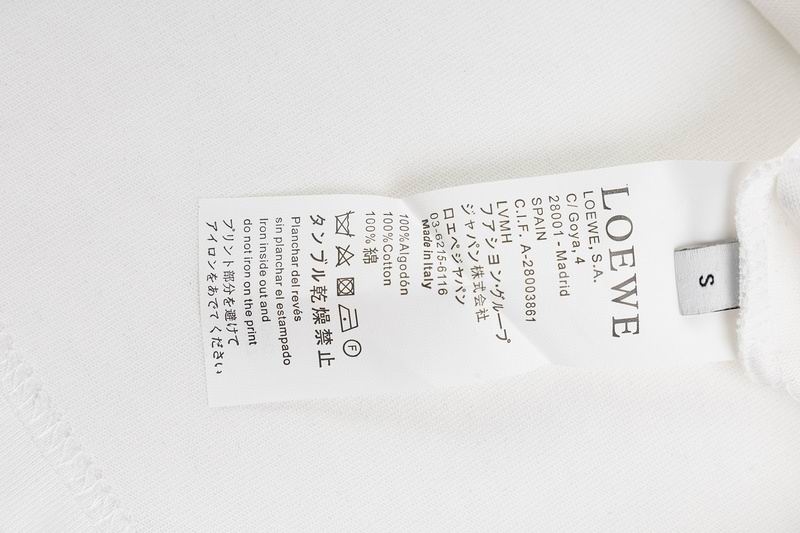 S
LOEWE
LOEWE, S.A.
C/ Goya, 4
28001 - Madrid
SPAIN
C.I.F. A-28003861
LVMH
ファション・グループ
ジャパン株式会社
ロエベジャパン
03-6215-6116
Made in Italy
100%Algodón
100%Cotton
100% 綿
F
タンブル乾燥禁止
Planchar del revés
sin planchar el estampado
Iron inside out and
do not iron on the print
プリント部分を避けて
アイロンをあてて ください